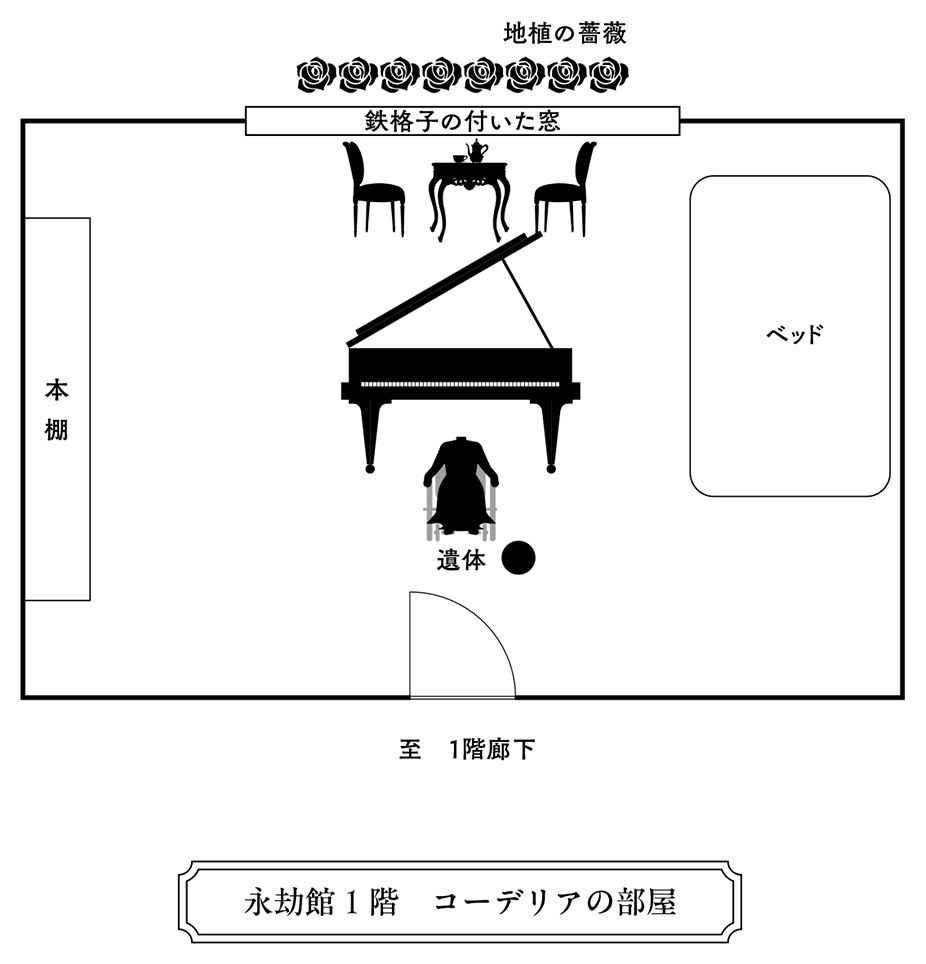 地植の薔薇
鉄格子の付いた窓
ベッド
本棚
遺体
至　1階廊下
永劫館1階　コーデリアの部屋